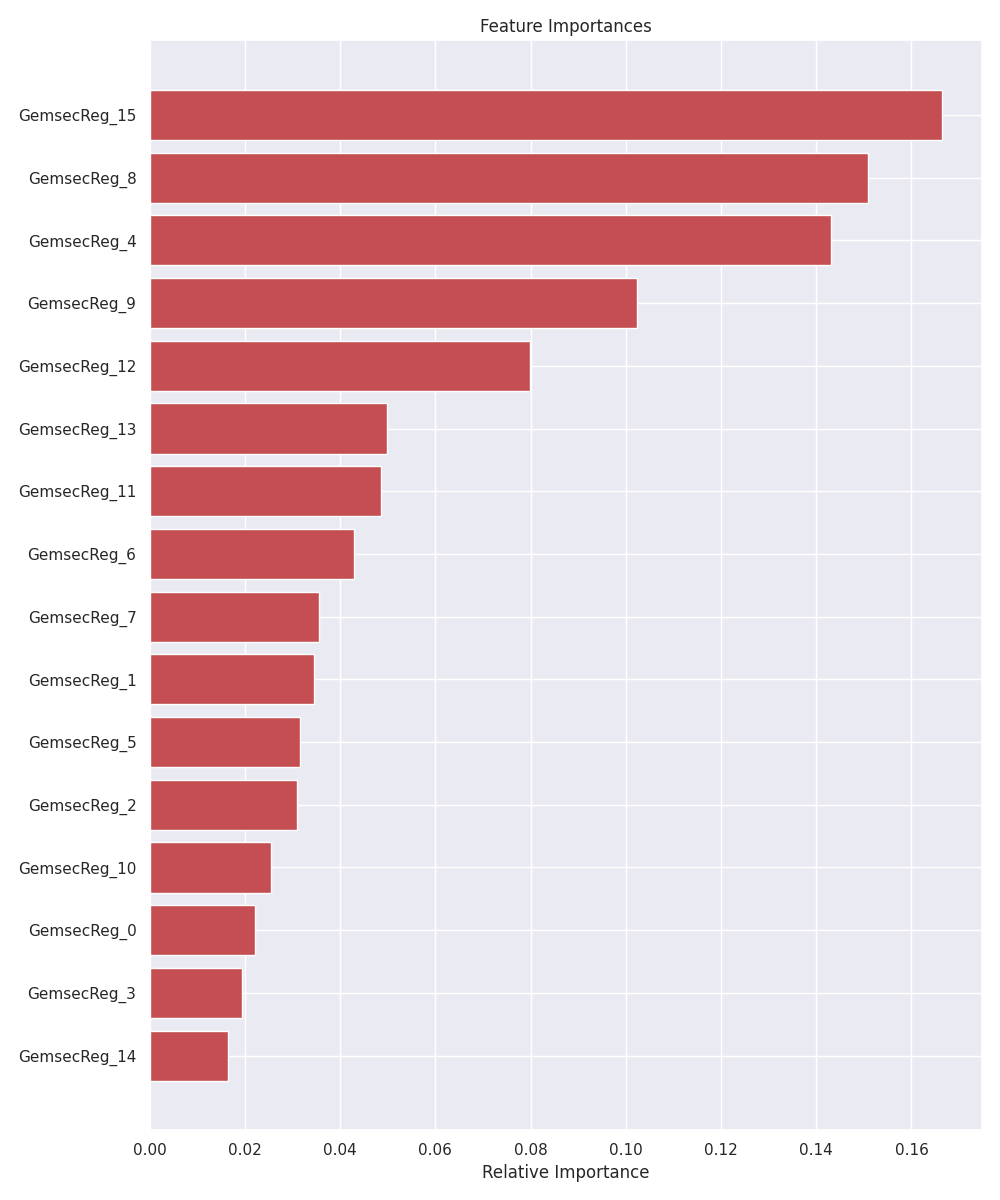 Feature Importances
GemsecReg_15
GemsecReg_8
GemsecReg_4
GemsecReg_9
GemsecReg_12
GemsecReg_13
GemsecReg_11
GemsecReg_6
GemsecReg_7
GemsecReg_1
GemsecReg_5
GemsecReg_2
GemsecReg_10
GemsecReg_0
GemsecReg_3
GemsecReg_14
0.00 0.02 0.04 0.06 0.08 0.10 0.12 0.14 0.16
Relative Importance